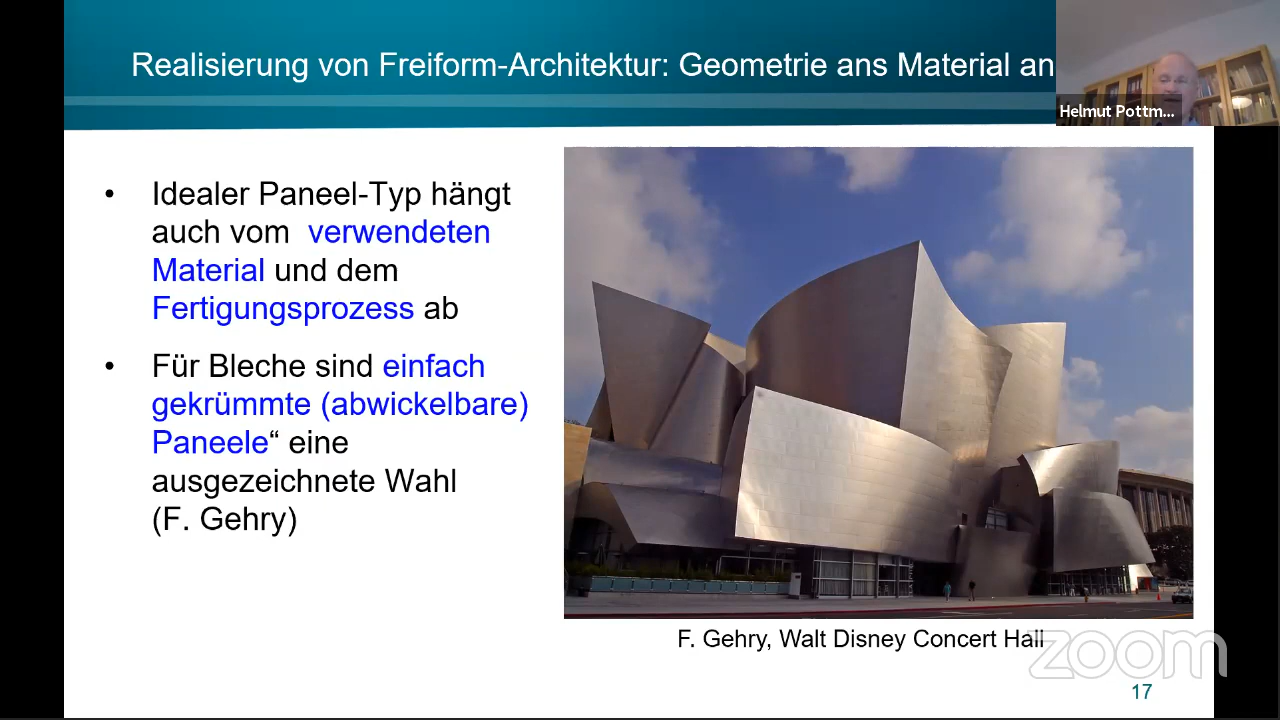 Realisierung von Freiform-Architektur: Geometrie ans Material an
Helmut Pottm...
• Idealer Paneel-Typ hängt
auch vom verwendeten
Material und dem
Fertigungsprozess ab
• Für Bleche sind einfach
gekrümmte (abwickelbare)
Paneele“ eine
ausgezeichnete Wahl
(F. Gehry)
F. Gehry, Walt Disney Concert Hall
zoom
17